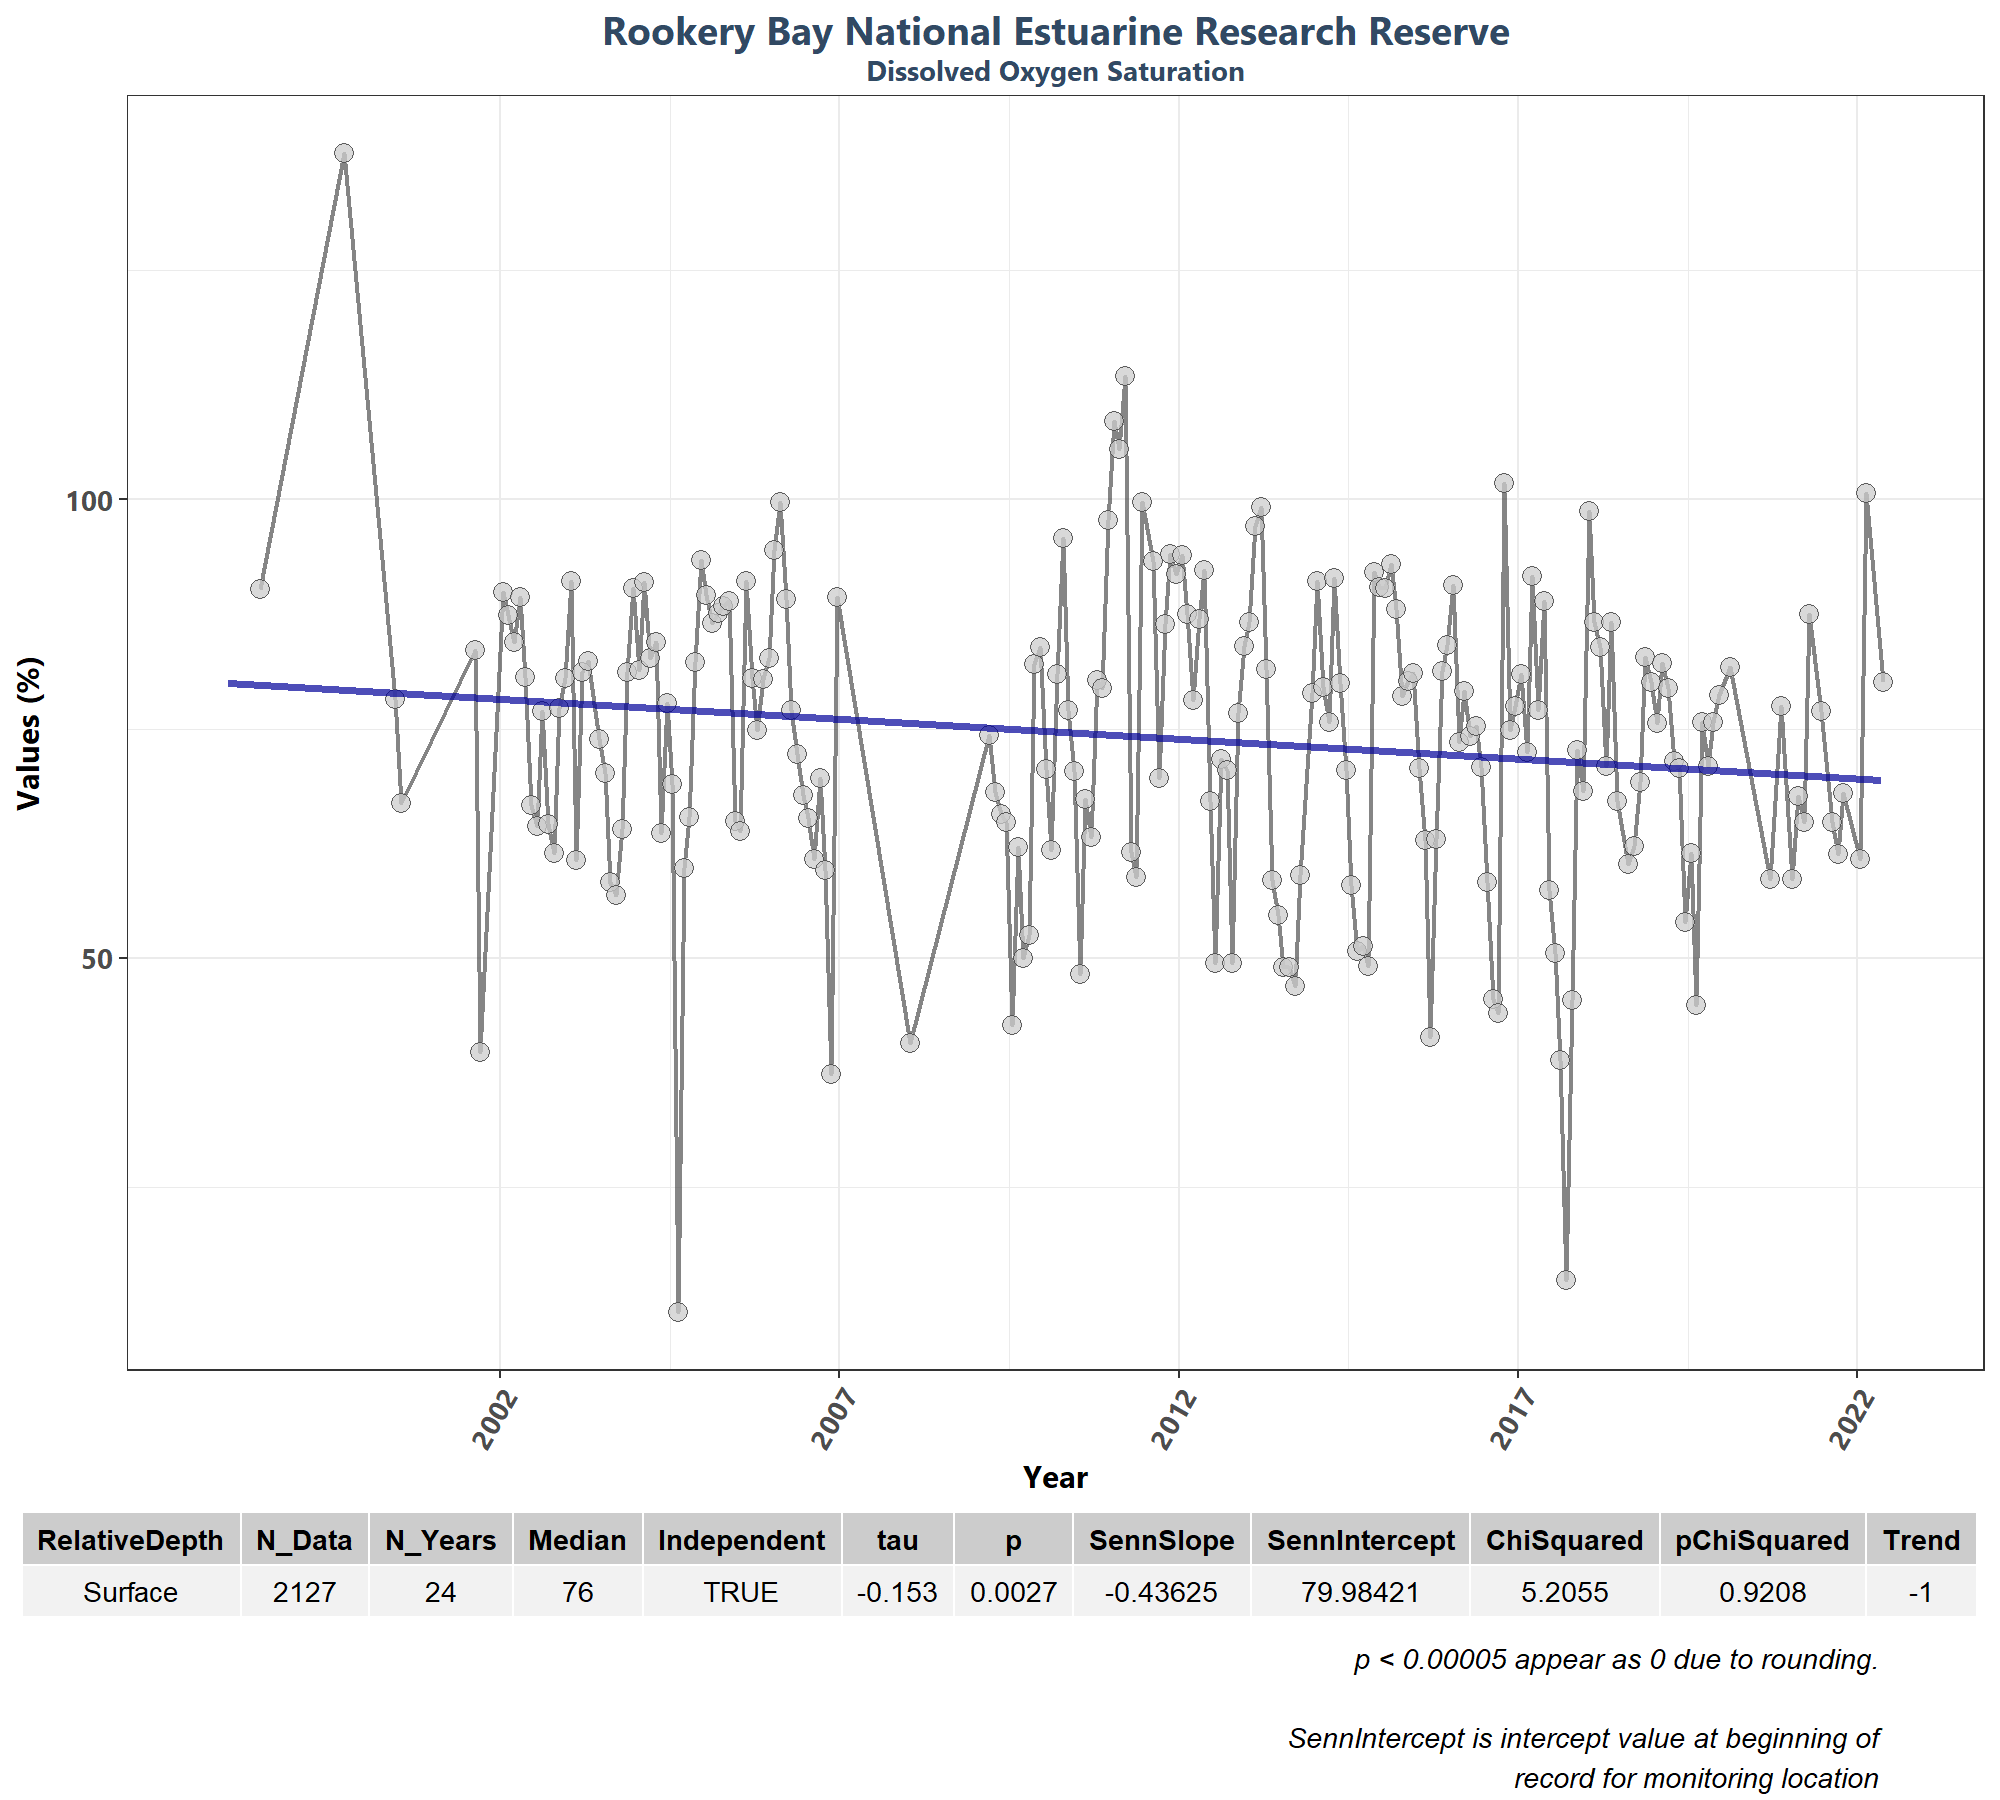 Rookery Bay National Estuarine Research Reserve
Dissolved Oxygen Saturation
Values (%)
100
50
2002 2007 2012 2017 2022
Year
RelativeDepth N_Data N_Years Median Independent tau p SennSlope SennIntercept ChiSquared pChiSquared Trend
Surface 2127 24 76 TRUE -0.153 0.0027 -0.43625 79.98421 5.2055 0.9208 -1
p < 0.00005 appear as 0 due to rounding.
SennIntercept is intercept value at beginning of
record for monitoring location